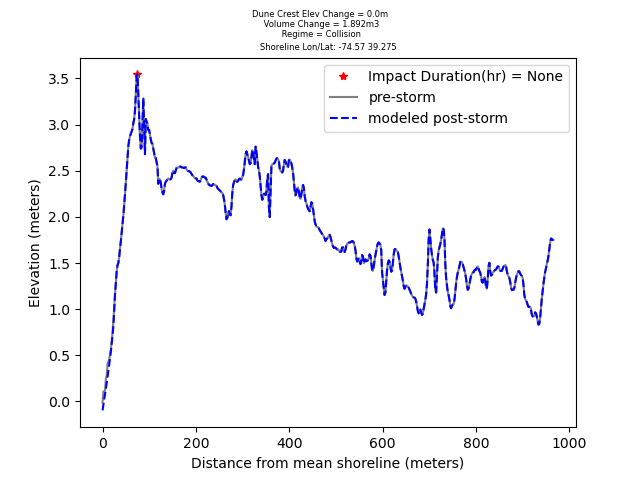 Dune Crest Elev Change = 0.0m
Volume Change = 1.892m3
Regime = Collision
Shoreline Lon/Lat: -74.57 39.275
Impact Duration(hr) = None
pre-storm
modeled post-storm
Elevation (meters)
3.5
3.0
2.5
2.0
1.5
1.0
0.5
0.0
0 200 400 600 800 1000
Distance from mean shoreline (meters)